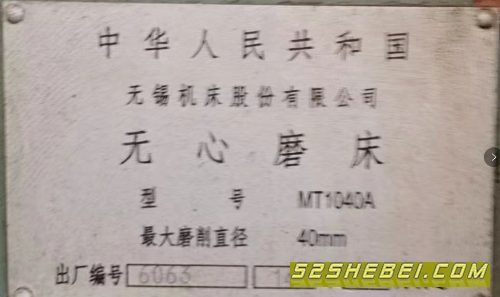 中华人民共和国
无锡机床股份有限公司
无心磨床
型号 MT1040A
最大磨削直径 40mm
出厂编号 6063
52SHEBEI.COM